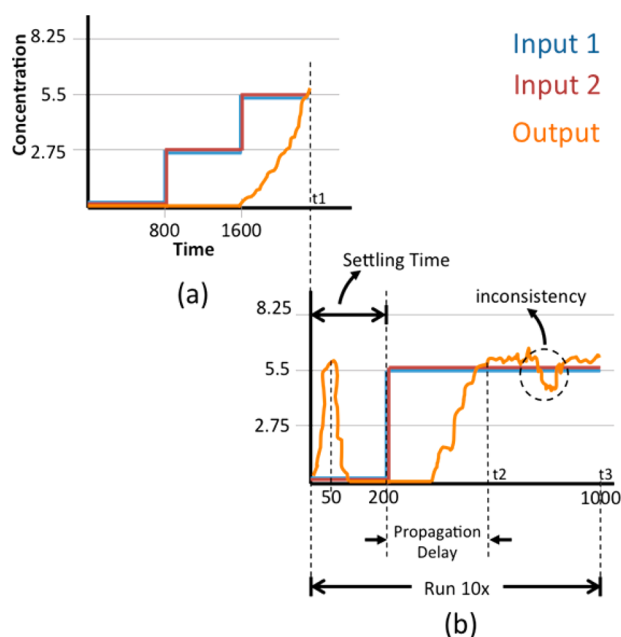 Concentration
8.25
5.5
2.75
800
1600
Time
t1
(a)
Input 1
Input 2
Output
Settling Time
inconsistency
8.25
5.5
2.75
50
200
t2
t3
1000
Propagation
Delay
Run 10x
(b)